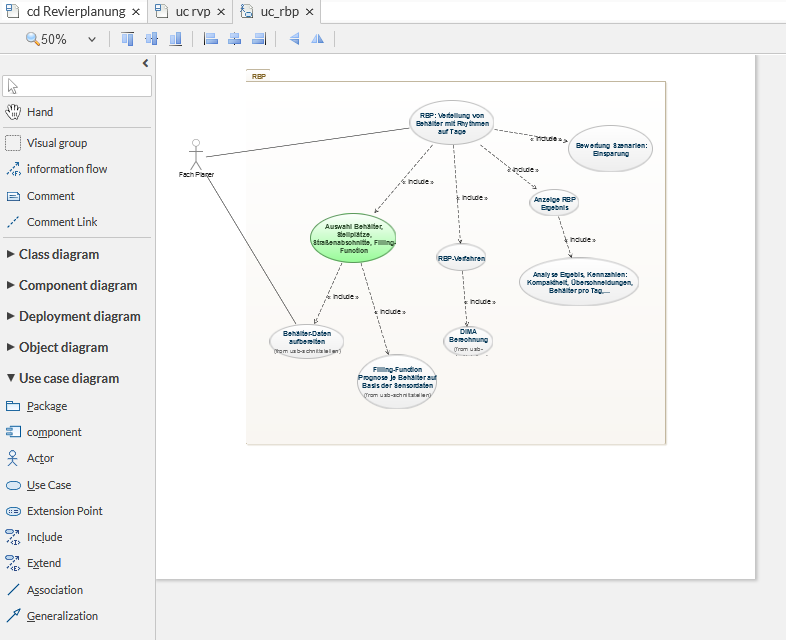 cd Revierplanung
uc rvp
uc_rbp
50%
Hand
Visual group
information flow
Comment
Comment Link
Class diagram
Component diagram
Deployment diagram
Object diagram
Use case diagram
Package
component
Actor
Use Case
Extension Point
Include
Extend
Association
Generalization
RBP
Fach Planer
RBP: Verteilung von
Behälter mit Rhythmen
auf Tage
« include »
Bewertung Szenarien:
Einsparung
« include »
« include »
« include »
Anzeige RBP
Ergebnis
Auswahl Behälter,
Stellplätze,
Straßenabschnitte, Filling-
Function
« include »
RBP-Verfahren
Analyse Ergebis, Kennzahlen:
Kompaktheit, Überschneidungen,
Behälter pro Tag,...
« include »
« include »
« include »
Behälter-Daten
aufbereiten
(from usb-schnittstellen)
DIMA
Berechnung
(from usb-
Filling-Function
Prognose je Behälter auf
Basis der Sensordaten
(from usb-schnittstellen)